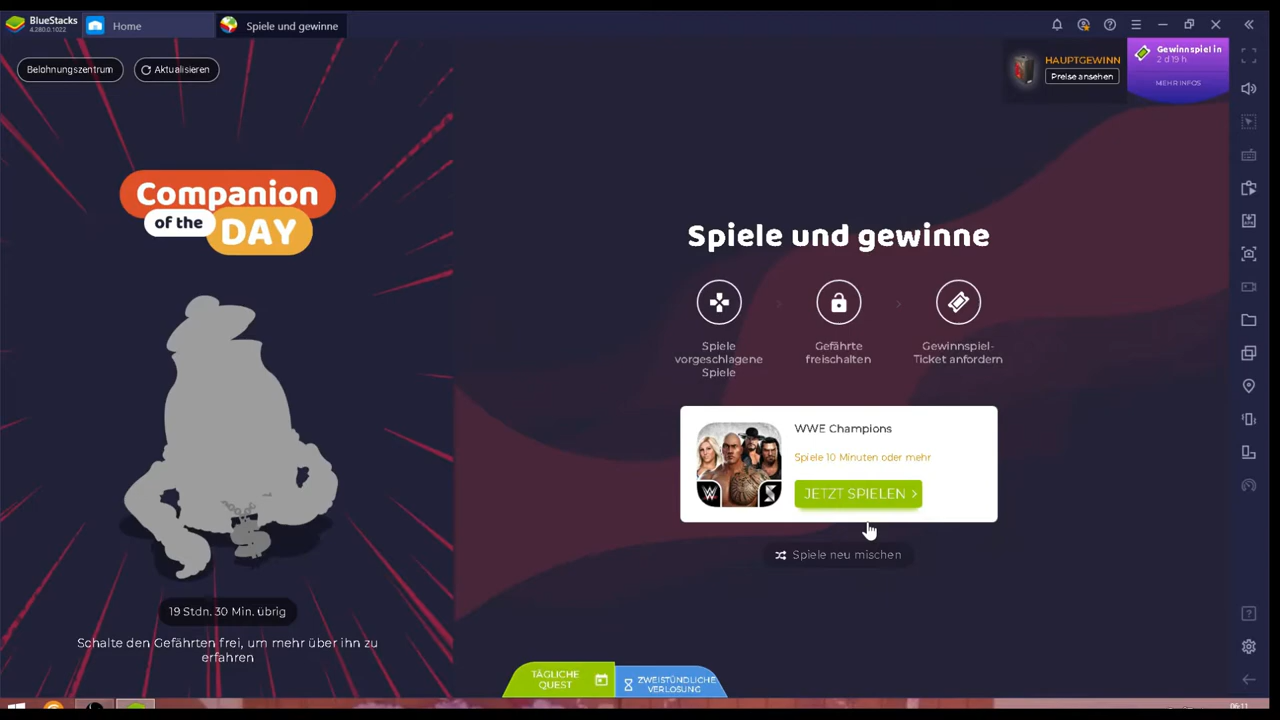 BlueStacks
4.280.0.1022
Home
Spiele und gewinne
Belohnungszentrum
Aktualisieren
HAUPTGEWINN
Preise ansehen
Gewinnspiel in
2 d 19 h
MEHR INFOS
Companion
of the
DAY
19 Stdn. 30 Min. übrig
Schalte den Gefährten frei, um mehr über ihn zu
erfahren
Spiele und gewinne
Spiele
vorgeschlagene
Spiele
Gefährte
freischalten
Gewinnspiel-
Ticket anfordern
WWE Champions
Spiele 10 Minuten oder mehr
JETZT SPIELEN
Spiele neu mischen
TÄGLICHE
QUEST
ZWEISTÜNDLICHE
VERLOSUNG
06:11